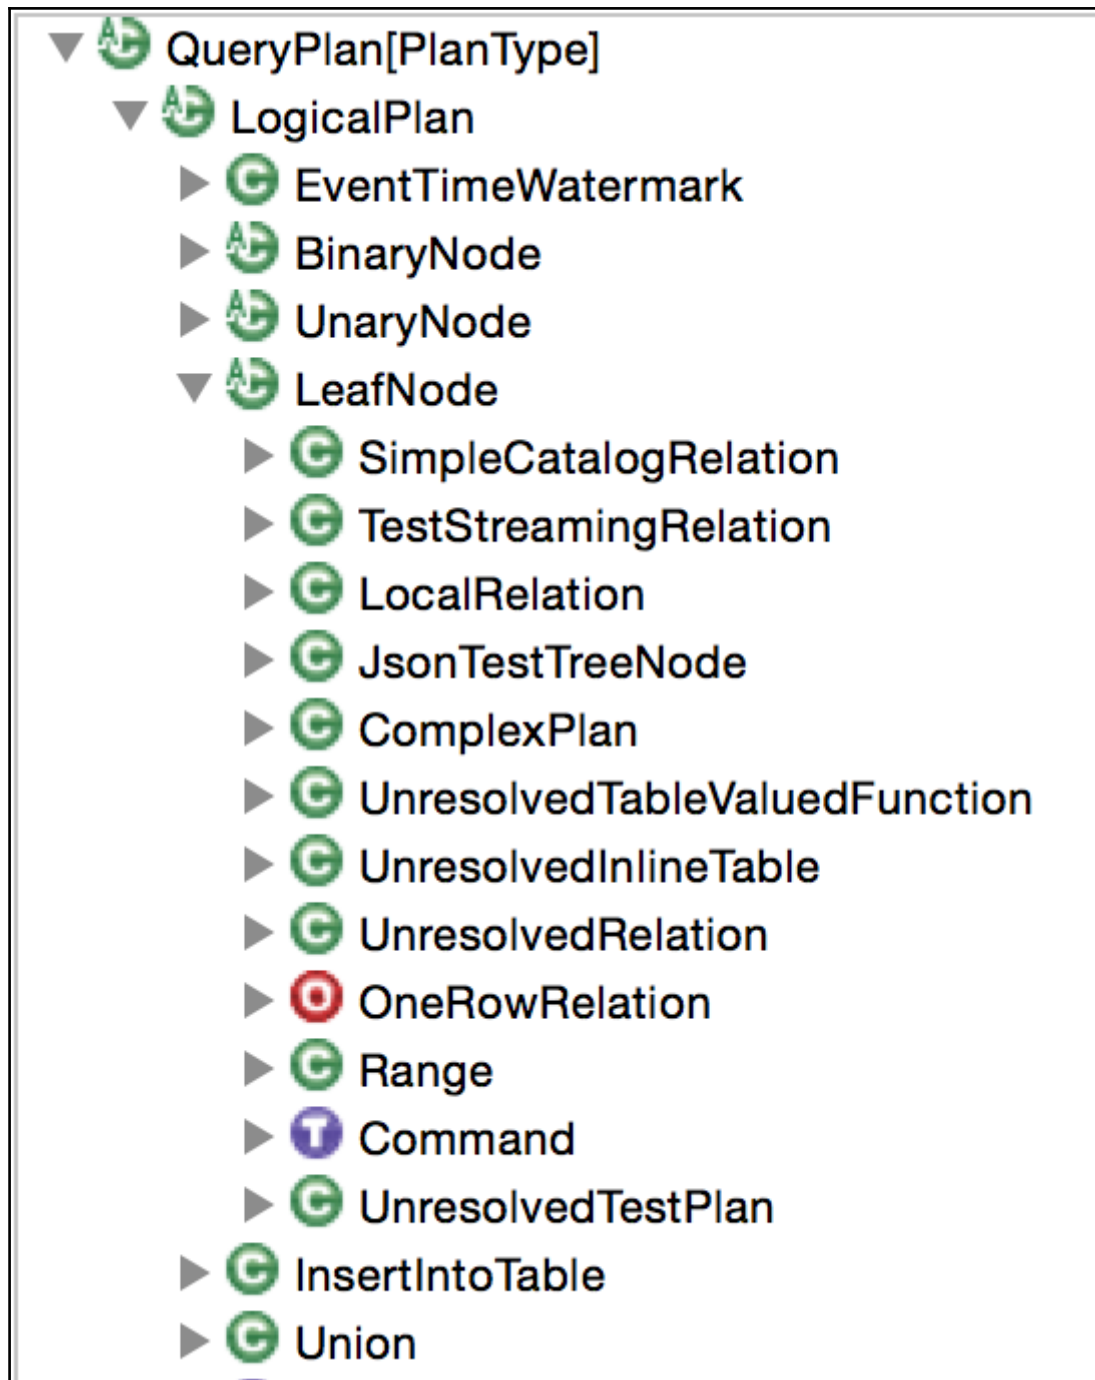 QueryPlan[PlanType]
LogicalPlan
EventTimeWatermark
BinaryNode
UnaryNode
LeafNode
SimpleCatalogRelation
TestStreamingRelation
LocalRelation
JsonTestTreeNode
ComplexPlan
UnresolvedTableValuedFunction
UnresolvedInlineTable
UnresolvedRelation
OneRowRelation
Range
Command
UnresolvedTestPlan
InsertIntoTable
Union